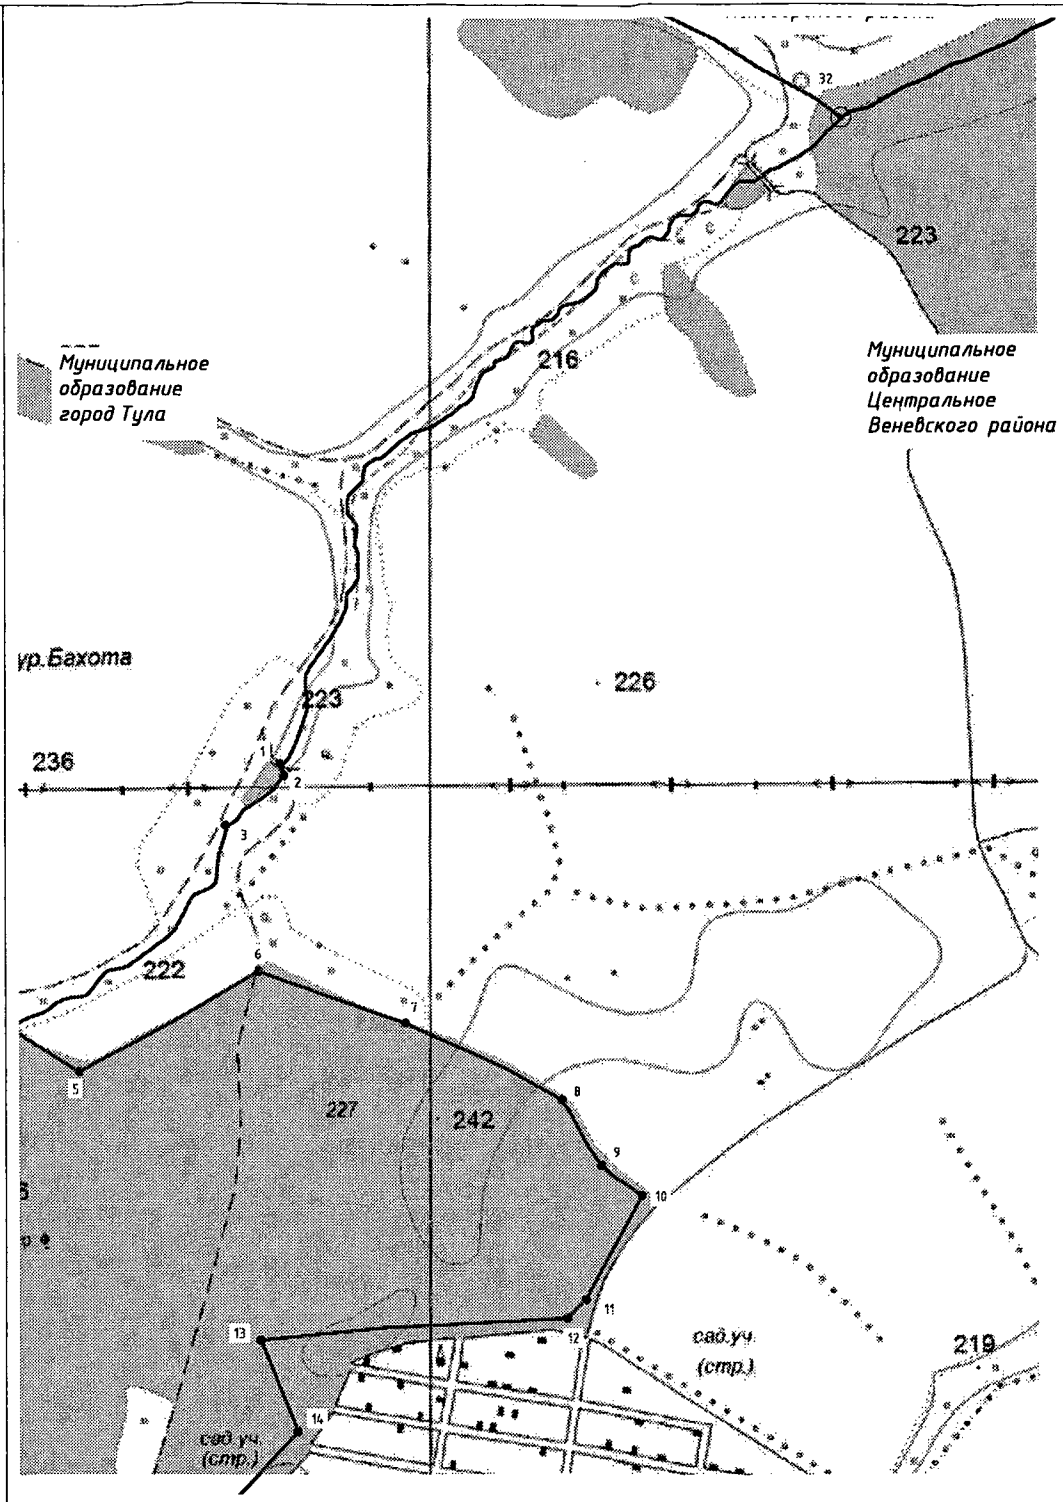 района
32
223
Муниципальное
образование
город Тула
216
Муниципальное
образование
Центральное
Веневского района
ур.Бахота
223
226
236
1
2
3
222
6
7
5
227
242
8
9
10
11
12
13
сад.уч.
(стр.)
219
14
сад.уч.
(стр.)